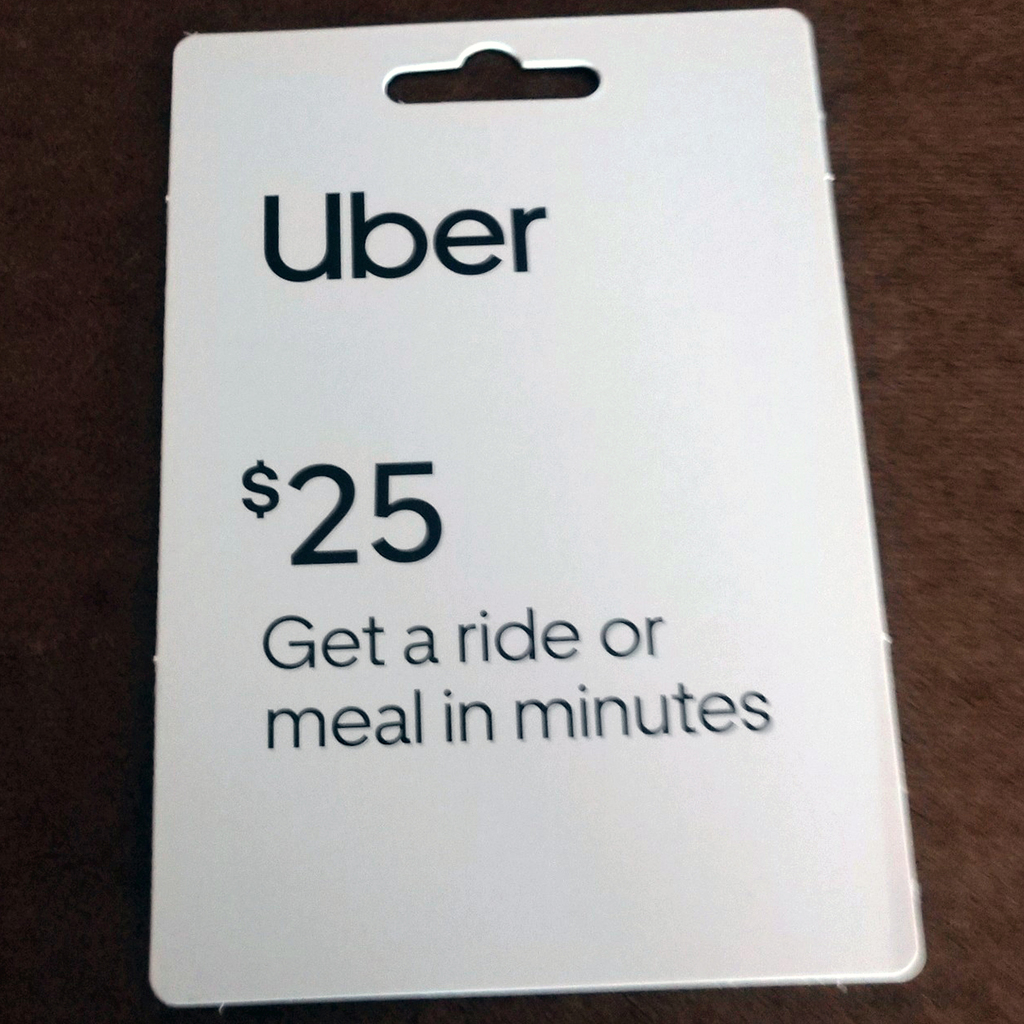 Uber
$25
Get a ride or
meal in minutes